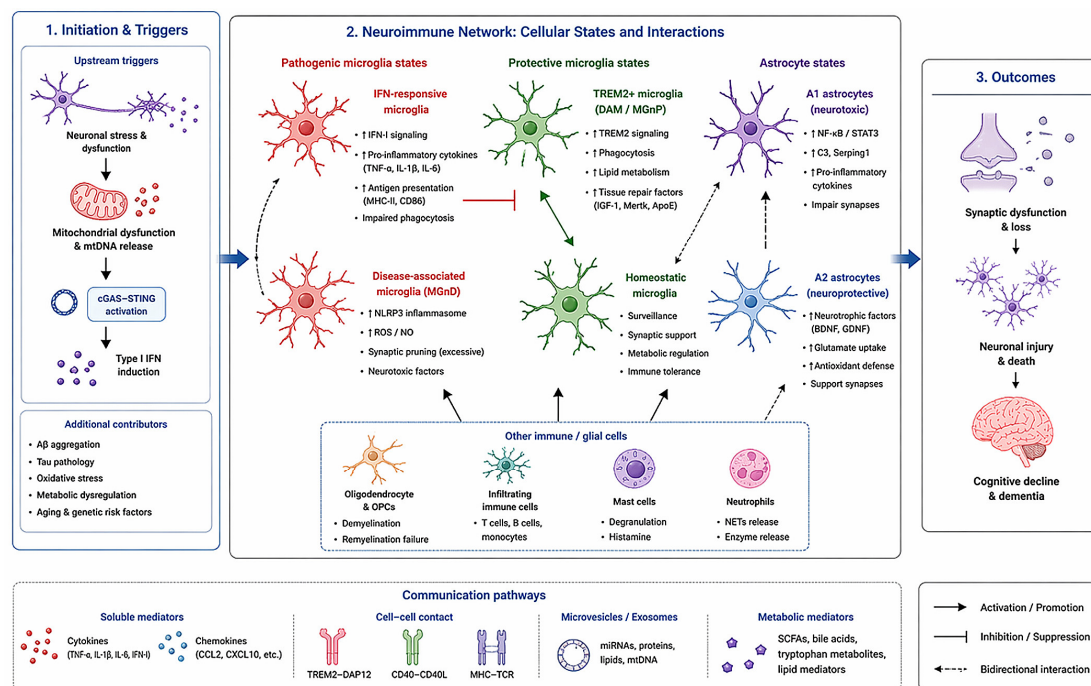 1. Initiation & Triggers
Upstream triggers
Neuronal stress &
dysfunction
Mitochondrial dysfunction
& mtDNA release
cGAS–STING
activation
Type I IFN
induction
Additional contributors
• Aβ aggregation
• Tau pathology
• Oxidative stress
• Metabolic dysregulation
• Aging & genetic risk factors
2. Neuroimmune Network: Cellular States and Interactions
Pathogenic microglia states
IFN-responsive
microglia
• ↑ IFN-I signaling
• ↑ Pro-inflammatory cytokines
(TNF-α, IL-1β, IL-6)
• ↑ Antigen presentation
(MHC-II, CD86)
• Impaired phagocytosis
Disease-associated
microglia (MGnD)
• ↑ NLRP3 inflammasome
• ↑ ROS / NO
• Synaptic pruning (excessive)
• Neurotoxic factors
Protective microglia states
TREM2+ microglia
(DAM / MGnP)
• ↑ TREM2 signaling
• ↑ Phagocytosis
• ↑ Lipid metabolism
• ↑ Tissue repair factors
(IGF-1, Mertk, ApoE)
Homeostatic
microglia
• Surveillance
• Synaptic support
• Metabolic regulation
• Immune tolerance
Astrocyte states
A1 astrocytes
(neurotoxic)
• ↑ NF-κB / STAT3
• ↑ C3, Serping1
• ↑ Pro-inflammatory
cytokines
• Impair synapses
A2 astrocytes
(neuroprotective)
• ↑ Neurotrophic factors
(BDNF, GDNF)
• ↑ Glutamate uptake
• ↑ Antioxidant defense
• Support synapses
Other immune / glial cells
Oligodendrocyte
& OPCs
• Demyelination
• Remyelination failure
Infiltrating
immune cells
• T cells, B cells,
monocytes
Mast cells
• Degranulation
• Histamine
Neutrophils
• NETs release
• Enzyme release
3. Outcomes
Synaptic dysfunction
& loss
Neuronal injury
& death
Cognitive decline
& dementia
Communication pathways
Soluble mediators
Cytokines
(TNF-α, IL-1β, IL-6, IFN-I)
Chemokines
(CCL2, CXCL10, etc.)
Cell–cell contact
TREM2–DAP12
CD40–CD40L
MHC–TCR
Microvesicles / Exosomes
miRNAs, proteins,
lipids, mtDNA
Metabolic mediators
SCFAs, bile acids,
tryptophan metabolites,
lipid mediators
Activation / Promotion
Inhibition / Suppression
Bidirectional interaction